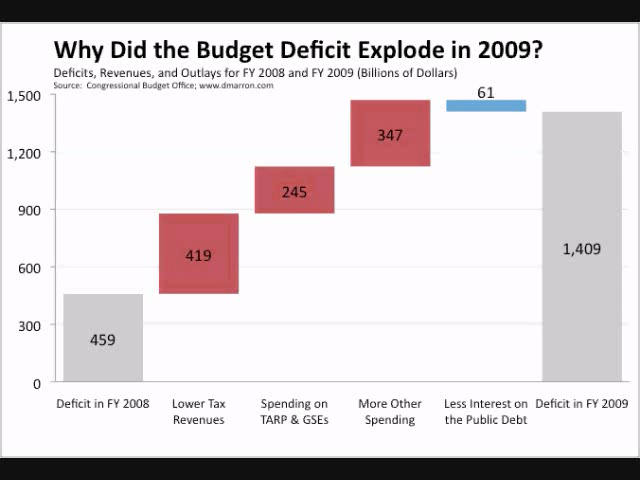 Why Did the Budget Deficit Explode in 2009?
Deficits, Revenues, and Outlays for FY 2008 and FY 2009 (Billions of Dollars)
Source: Congressional Budget Office; www.dmarron.com
1,500
1,200
900
600
300
0
459
419
245
347
61
1,409
Deficit in FY 2008
Lower Tax
Revenues
Spending on
TARP & GSEs
More Other
Spending
Less Interest on
the Public Debt
Deficit in FY 2009